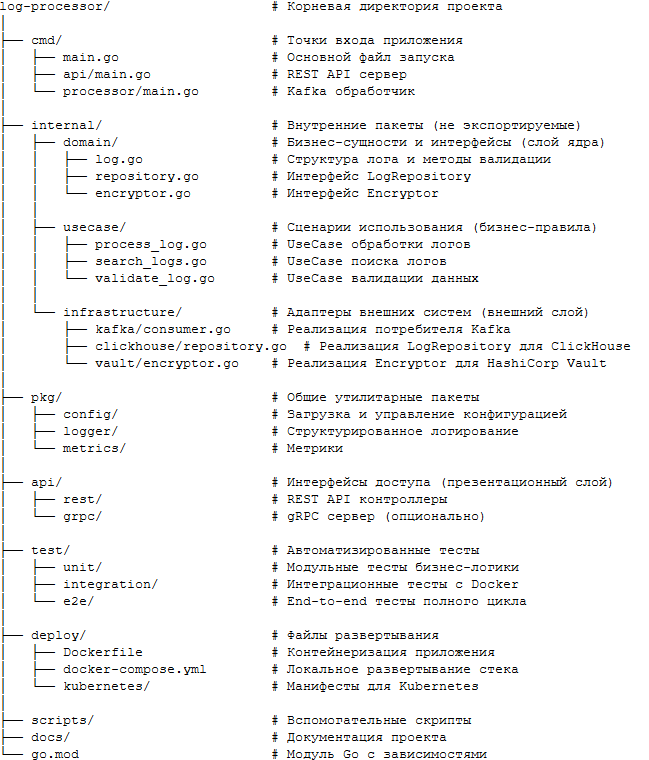 log-processor/                     # Корневая директория проекта
│
├── cmd/                           # Точки входа приложения
│   ├── main.go                    # Основной файл запуска
│   ├── api/main.go                # REST API сервер
│   └── processor/main.go          # Kafka обработчик
│
├── internal/                      # Внутренние пакеты (не экспортируемые)
│   ├── domain/                    # Бизнес-сущности и интерфейсы (слой ядра)
│   │   ├── log.go                 # Структура лога и методы валидации
│   │   ├── repository.go          # Интерфейс LogRepository
│   │   └── encryptor.go           # Интерфейс Encryptor
│   │
│   ├── usecase/                   # Сценарии использования (бизнес-правила)
│   │   ├── process_log.go         # UseCase обработки логов
│   │   ├── search_logs.go         # UseCase поиска логов
│   │   └── validate_log.go        # UseCase валидации данных
│   │
│   └── infrastructure/            # Адаптеры внешних систем (внешний слой)
│       ├── kafka/consumer.go      # Реализация потребителя Kafka
│       ├── clickhouse/repository.go  # Реализация LogRepository для ClickHouse
│       └── vault/encryptor.go     # Реализация Encryptor для HashiCorp Vault
│
├── pkg/                           # Общие утилитарные пакеты
│   ├── config/                    # Загрузка и управление конфигурацией
│   ├── logger/                    # Структурированное логирование
│   └── metrics/                   # Метрики
│
├── api/                           # Интерфейсы доступа (презентационный слой)
│   ├── rest/                      # REST API контроллеры
│   └── grpc/                      # gRPC сервер (опционально)
│
├── test/                          # Автоматизированные тесты
│   ├── unit/                      # Модульные тесты бизнес-логики
│   ├── integration/               # Интеграционные тесты с Docker
│   └── e2e/                       # End-to-end тесты полного цикла
│
├── deploy/                        # Файлы развертывания
│   ├── Dockerfile                 # Контейнеризация приложения
│   ├── docker-compose.yml         # Локальное развертывание стека
│   └── kubernetes/                # Манифесты для Kubernetes
│
├── scripts/                       # Вспомогательные скрипты
├── docs/                          # Документация проекта
└── go.mod                         # Модуль Go с зависимостями